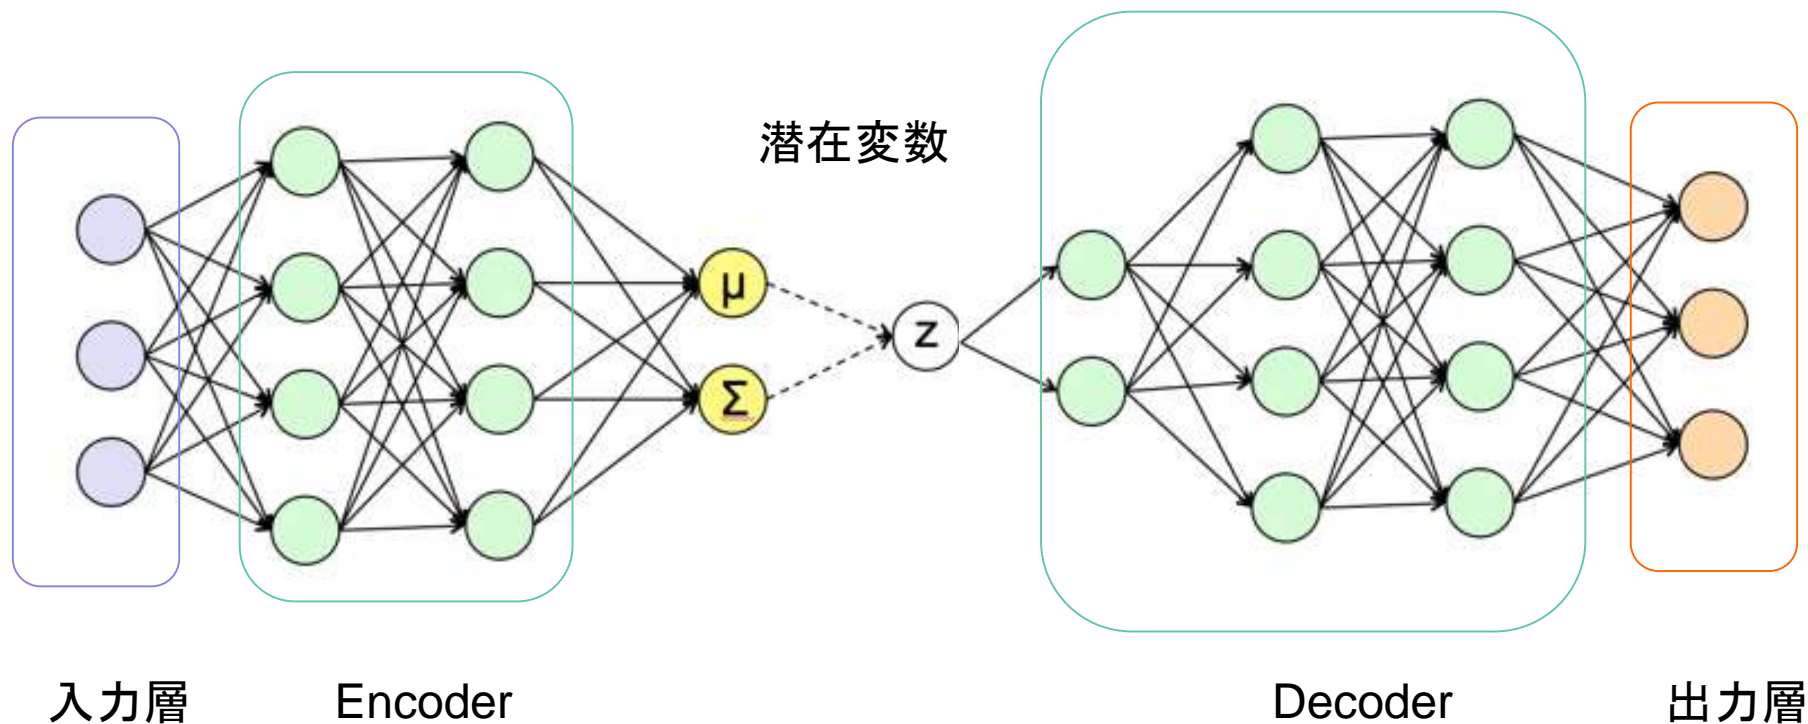 潜在変数
μ
Σ
z
入力層
Encoder
Decoder
出力層